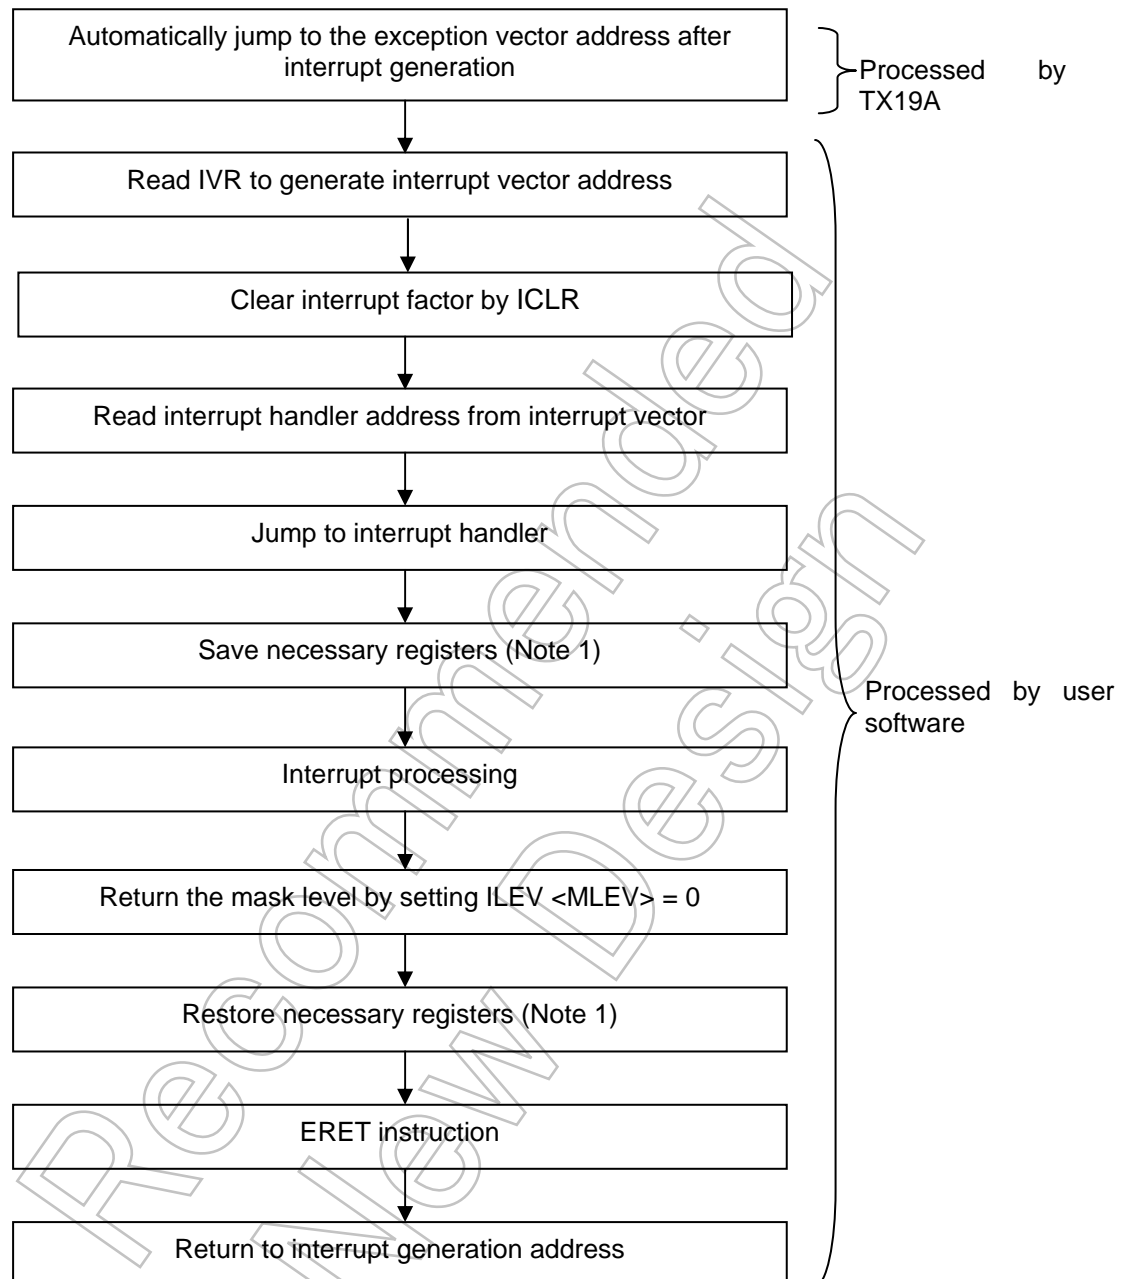 Automatically jump to the exception vector address after
interrupt generation
Processed by
TX19A
Read IVR to generate interrupt vector address
Clear interrupt factor by ICLR
Read interrupt handler address from interrupt vector
Jump to interrupt handler
Save necessary registers (Note 1)
Processed by user
software
Interrupt processing
Return the mask level by setting ILEV <MLEV> = 0
Restore necessary registers (Note 1)
ERET instruction
Return to interrupt generation address
Recommended
New Design